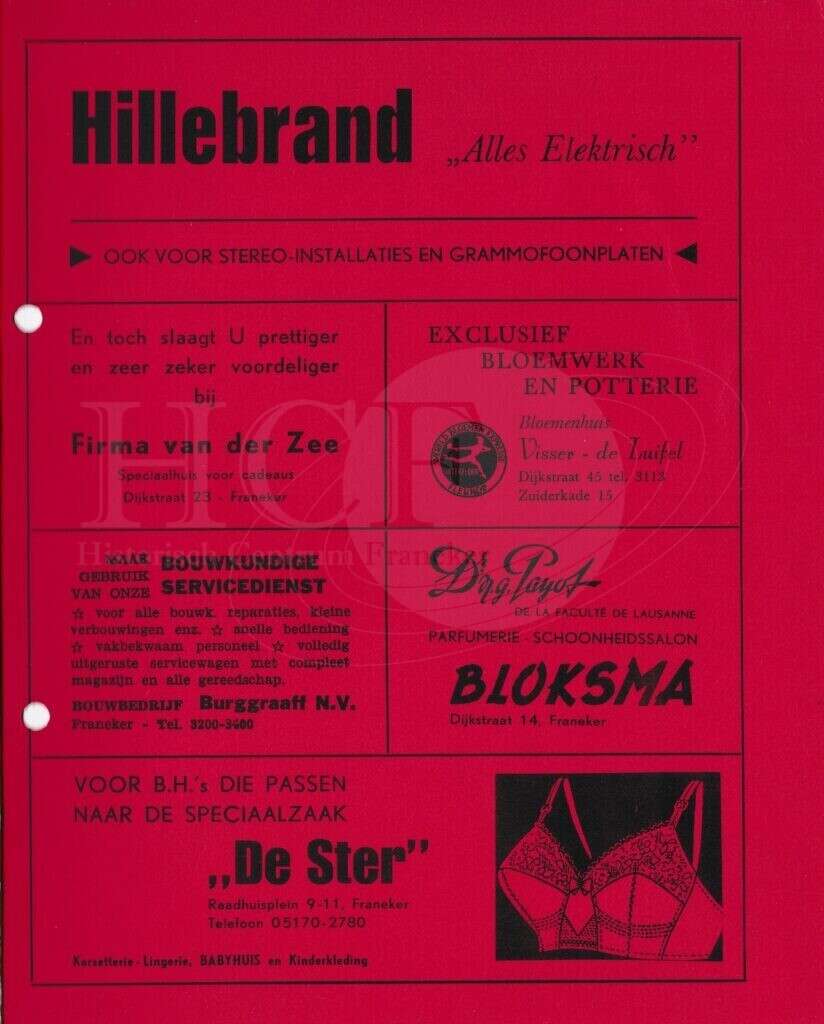 Hillebrand „Alles Elektrisch”
OOK VOOR STEREO-INSTALLATIES EN GRAMMOFOONPLATEN
En toch slaagt U prettiger
en zeer zeker voordeliger
bij
Firma van der Zee
Speciaalhuis voor cadeaus
Dijkstraat 23 - Franeker
EXCLUSIEF
BLOEMWERK
EN POTTERIE
Bloemenhuis
Visser - de Tuifel
Dijkstraat 45 tel. 3113
Zuiderkade 15
HCF
Historisch Centrum Franeker
MAAK
GEBRUIK
VAN ONZE
BOUWKUNDIGE
SERVICEDIENST
☆ voor alle bouwk. reparaties, kleine
verbouwingen enz. ☆ snelle bediening
☆ vakbekwaam personeel ☆ volledig
uitgeruste servicewagen met compleet
magazijn en alle gereedschap.
BOUWBEDRIJF Burggraaff N.V.
Franeker - Tel. 3200-3400
Dr. N.G. Payot
DE LA FACULTÉ DE LAUSANNE
PARFUMERIE SCHOONHEIDSSALON
BLOKSMA
Dijkstraat 14, Franeker
VOOR B.H.'s DIE PASSEN
NAAR DE SPECIAALZAAK
„De Ster”
Raadhuisplein 9-11, Franeker
Telefoon 05170-2780
Korsetterie - Lingerie, BABYHUIS en Kinderkleding